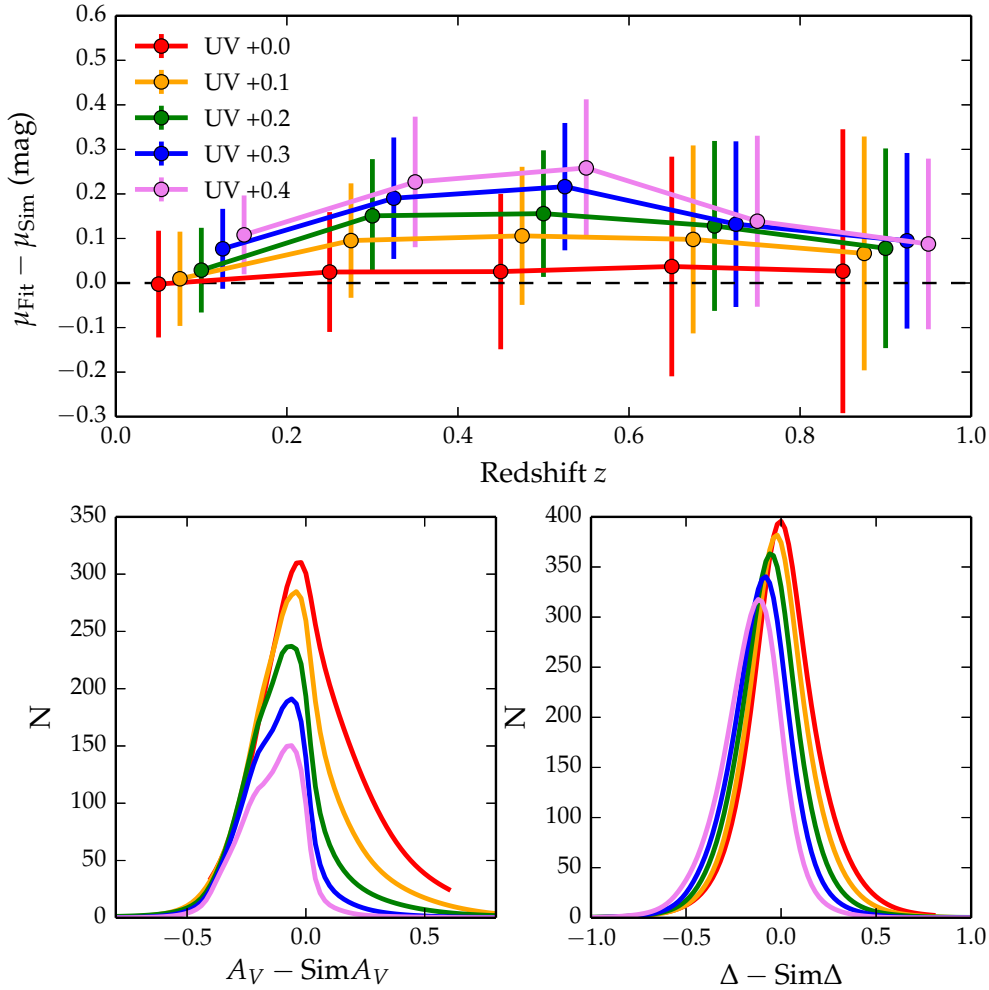 0.6
0.5
0.4
0.3
0.2
0.1
0.0
−0.1
−0.2
−0.3
μFit − μSim (mag)
UV +0.0
UV +0.1
UV +0.2
UV +0.3
UV +0.4
0.0 0.2 0.4 0.6 0.8 1.0
Redshift z
350
300
250
200
150
100
50
0
N
−0.5 0.0 0.5
AV − SimAV
400
350
300
250
200
150
100
50
0
N
−1.0 −0.5 0.0 0.5 1.0
Δ − SimΔ